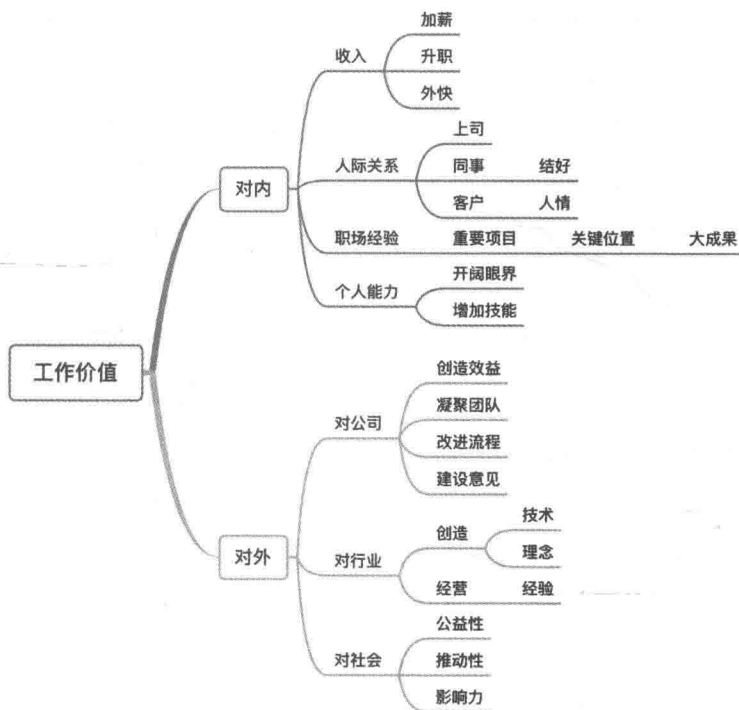 工作价值
对内
收入
加薪
升职
外快
人际关系
上司
同事 结好
客户 人情
职场经验 重要项目 关键位置 大成果
个人能力
开阔眼界
增加技能
对外
对公司
创造效益
凝聚团队
改进流程
建设意见
对行业
创造
技术
理念
经营 经验
对社会
公益性
推动性
影响力